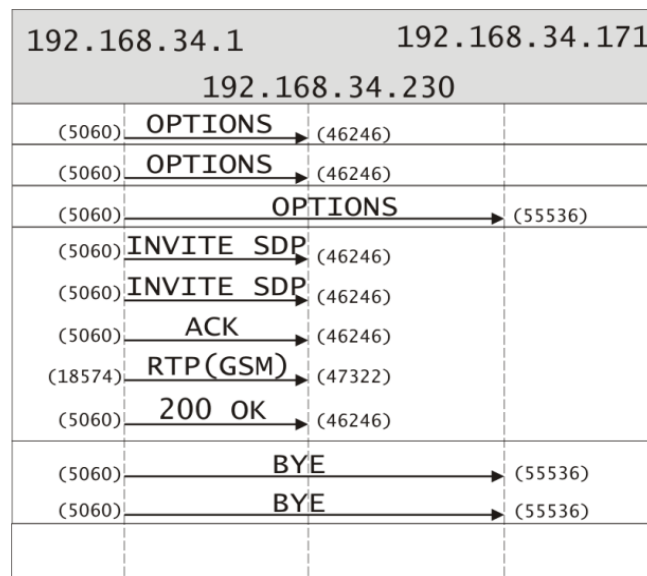 192.168.34.1 192.168.34.171
192.168.34.230
(5060) OPTIONS (46246)
(5060) OPTIONS (46246)
(5060) OPTIONS (55536)
(5060) INVITE SDP (46246)
(5060) INVITE SDP (46246)
(5060) ACK (46246)
(18574) RTP(GSM) (47322)
(5060) 200 OK (46246)
(5060) BYE (55536)
(5060) BYE (55536)